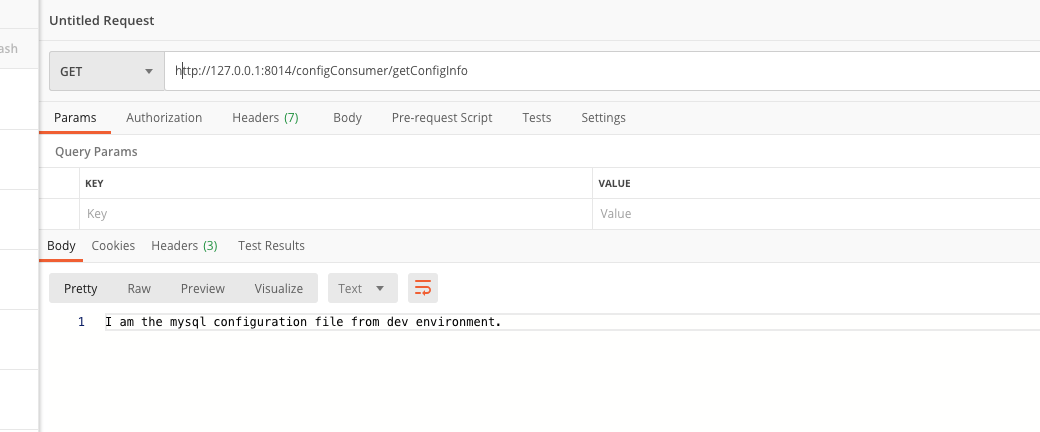 Untitled Request
ash
GET
http://127.0.0.1:8014/configConsumer/getConfigInfo
Params Authorization Headers (7) Body Pre-request Script Tests Settings
Query Params
KEY VALUE
Key Value
Body Cookies Headers (3) Test Results
Pretty Raw Preview Visualize Text
1 I am the mysql configuration file from dev environment.